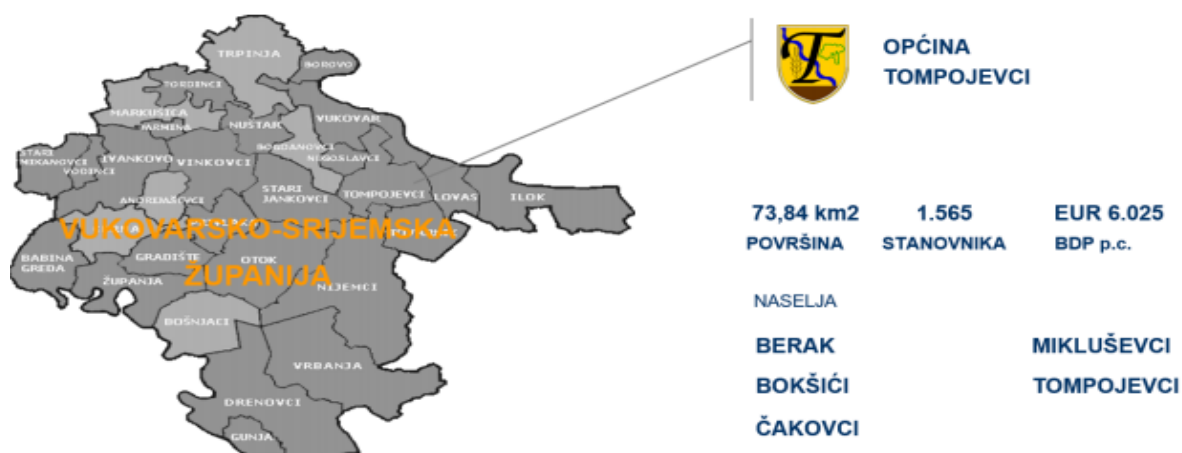 TRPINJA
BOROVO
MARKUŠICA
NUŠTAR
VUKOVAR
BOGDANOVCI
NEGOSLAVCI
STARI
MIKANOVCI
VOĐINCI
IVANKOVO
VINKOVCI
ANDRIJAŠEVCI
STARI
JANKOVCI
TOMPOJEVCI
LOVAS
ILOK
VUKOVARSKO-SRIJEMSKA
ŽUPANIJA
BABINA
GREDA
GRADIŠTE
OTOK
ŽUPANJA
NIJEMCI
BOŠNJACI
VRBANJA
DRENOVCI
GUNJA
OPĆINA
TOMPOJEVCI
73,84 km2 1.565 EUR 6.025
POVRŠINA STANOVNIKA BDP p.c.
NASELJA
BERAK MIKLUŠEVCI
BOKŠIĆI TOMPOJEVCI
ČAKOVCI